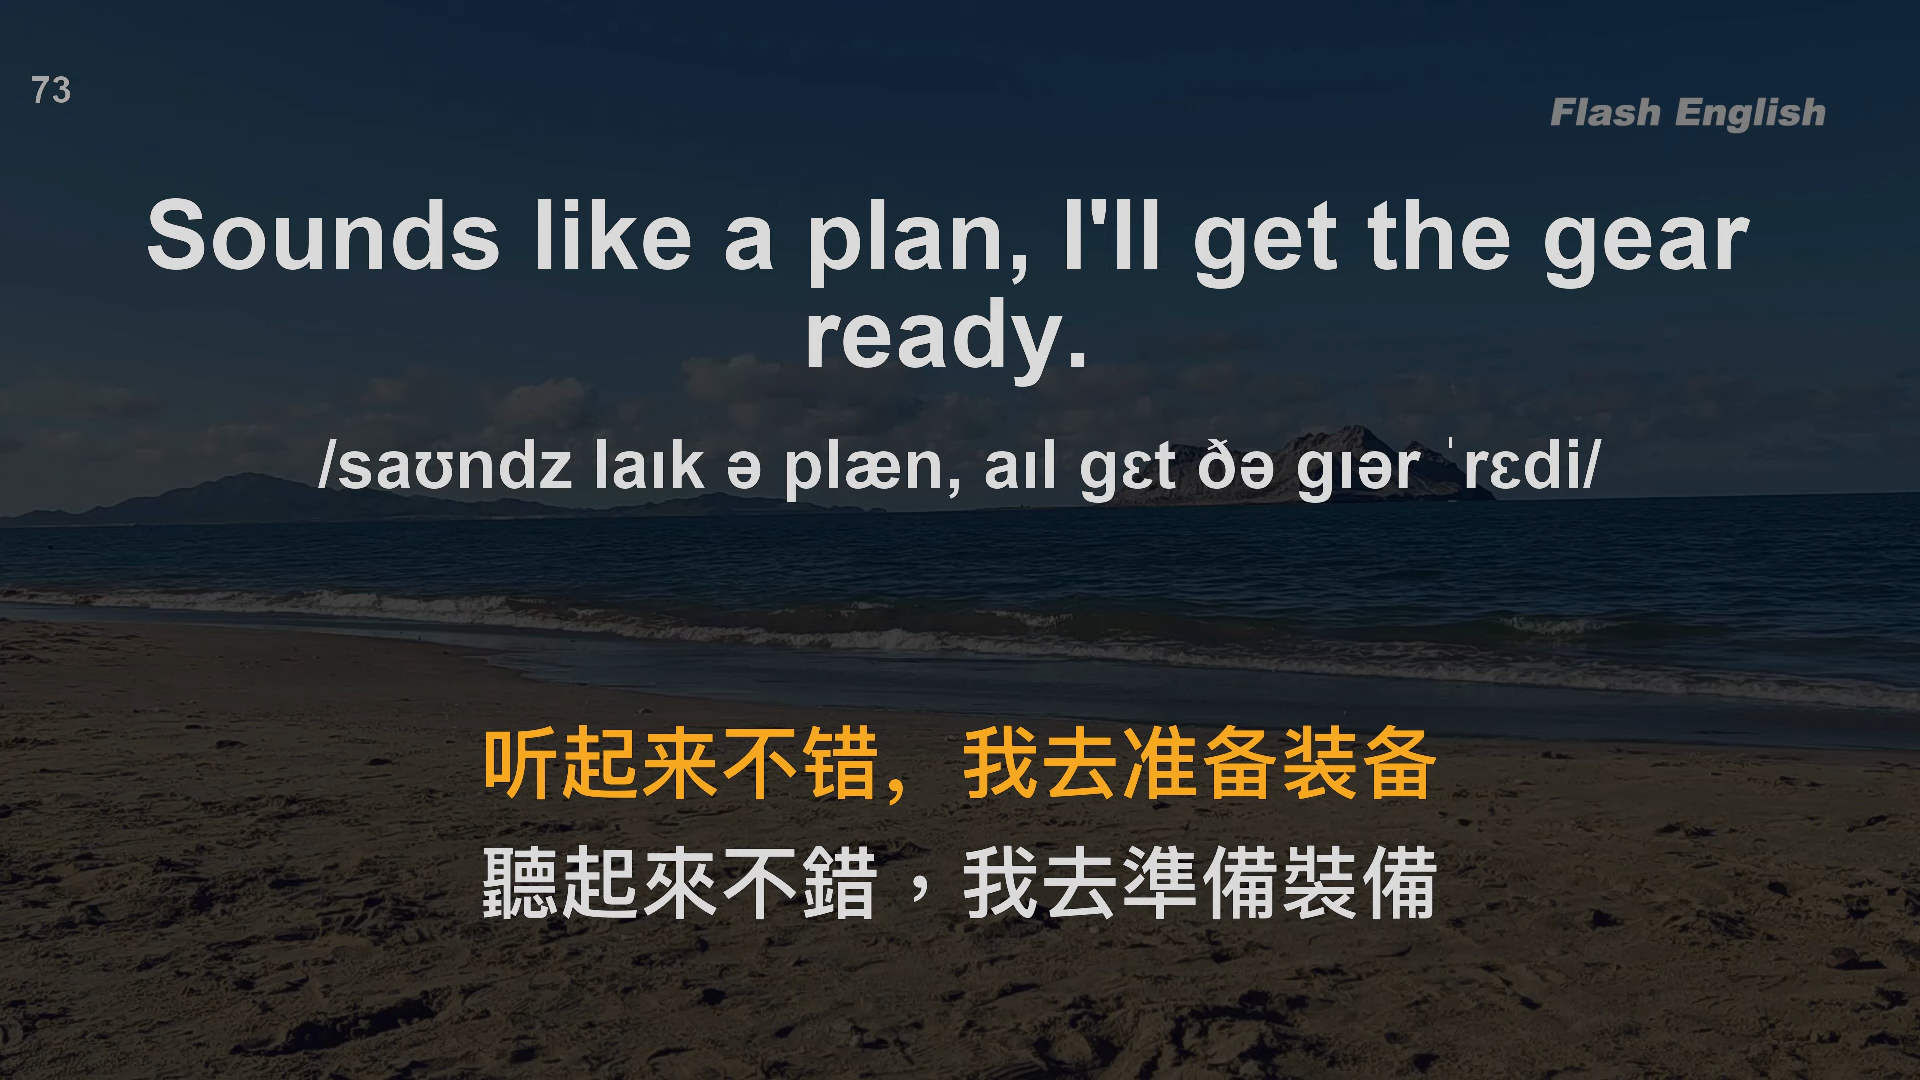 73
Flash English
Sounds like a plan, I'll get the gear
ready.
/saʊndz laɪk ə plæn, aɪl gɛt ðə gɪər ˈrɛdi/
听起来不错，我去准备装备
聽起來不錯，我去準備裝備